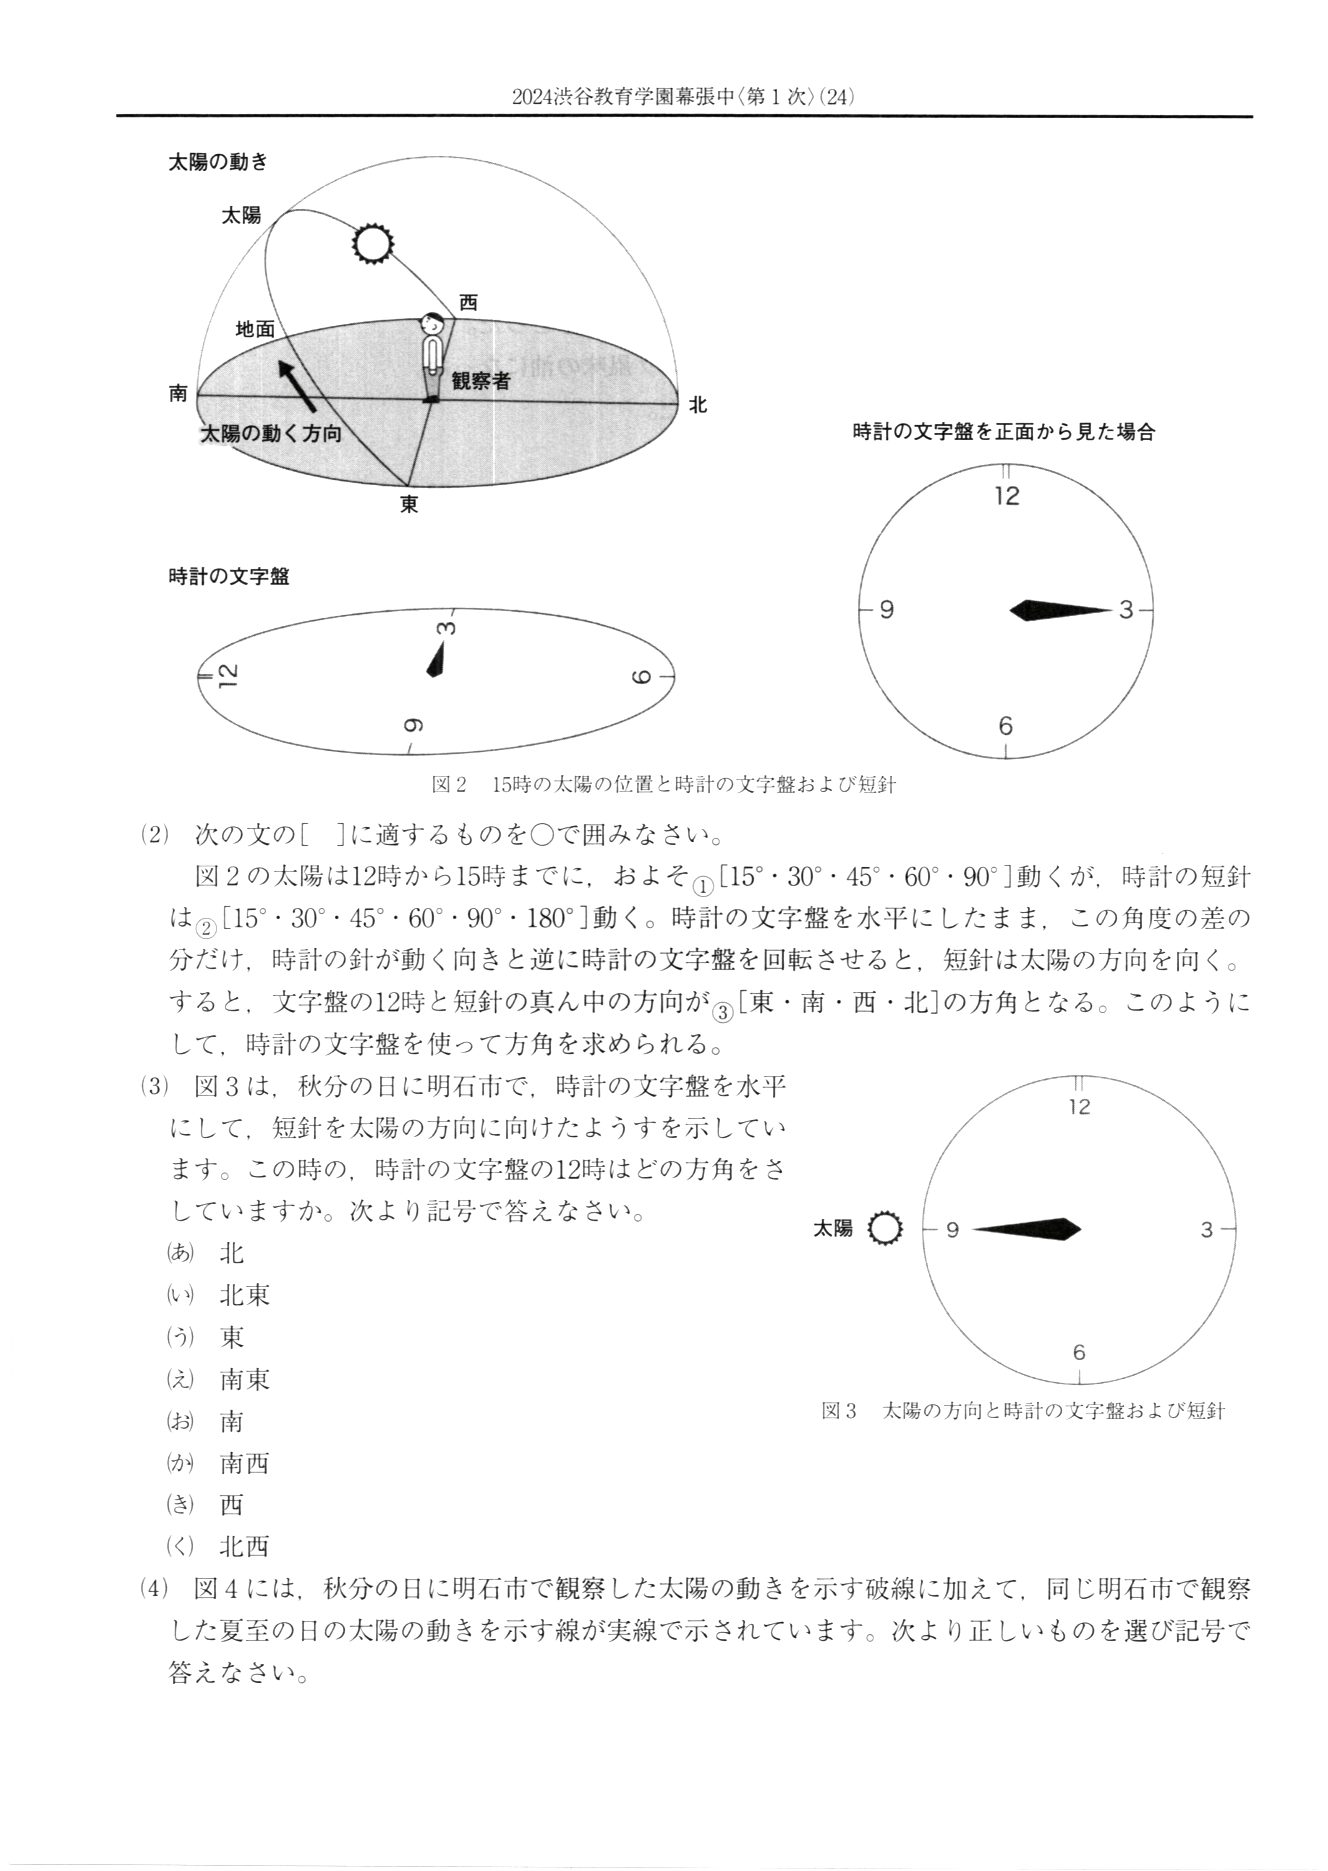 2024渋谷教育学園幕張中〈第1次〉(24)
太陽の動き
太陽
西
地面
観察者
南
北
太陽の動く方向
東
時計の文字盤を正面から見た場合
12
9
3
6
時計の文字盤
3
12
6
9
図2 15時の太陽の位置と時計の文字盤および短針
(2) 次の文の[ ]に適するものを○で囲みなさい。
図2の太陽は12時から15時までに，およそ①[15°・30°・45°・60°・90°]動くが，時計の短針
は②[15°・30°・45°・60°・90°・180°]動く。時計の文字盤を水平にしたまま，この角度の差の
分だけ，時計の針が動く向きと逆に時計の文字盤を回転させると，短針は太陽の方向を向く。
すると，文字盤の12時と短針の真ん中の方向が③[東・南・西・北]の方角となる。このように
して，時計の文字盤を使って方角を求められる。
(3) 図3は，秋分の日に明石市で，時計の文字盤を水平
にして，短針を太陽の方向に向けたようすを示してい
ます。この時の，時計の文字盤の12時はどの方角をさ
していますか。次より記号で答えなさい。
(あ) 北
(い) 北東
(う) 東
(え) 南東
(お) 南
(か) 南西
(き) 西
(く) 北西
12
太陽
9
3
6
図3 太陽の方向と時計の文字盤および短針
(4) 図4には，秋分の日に明石市で観察した太陽の動きを示す破線に加えて，同じ明石市で観察
した夏至の日の太陽の動きを示す線が実線で示されています。次より正しいものを選び記号で
答えなさい。